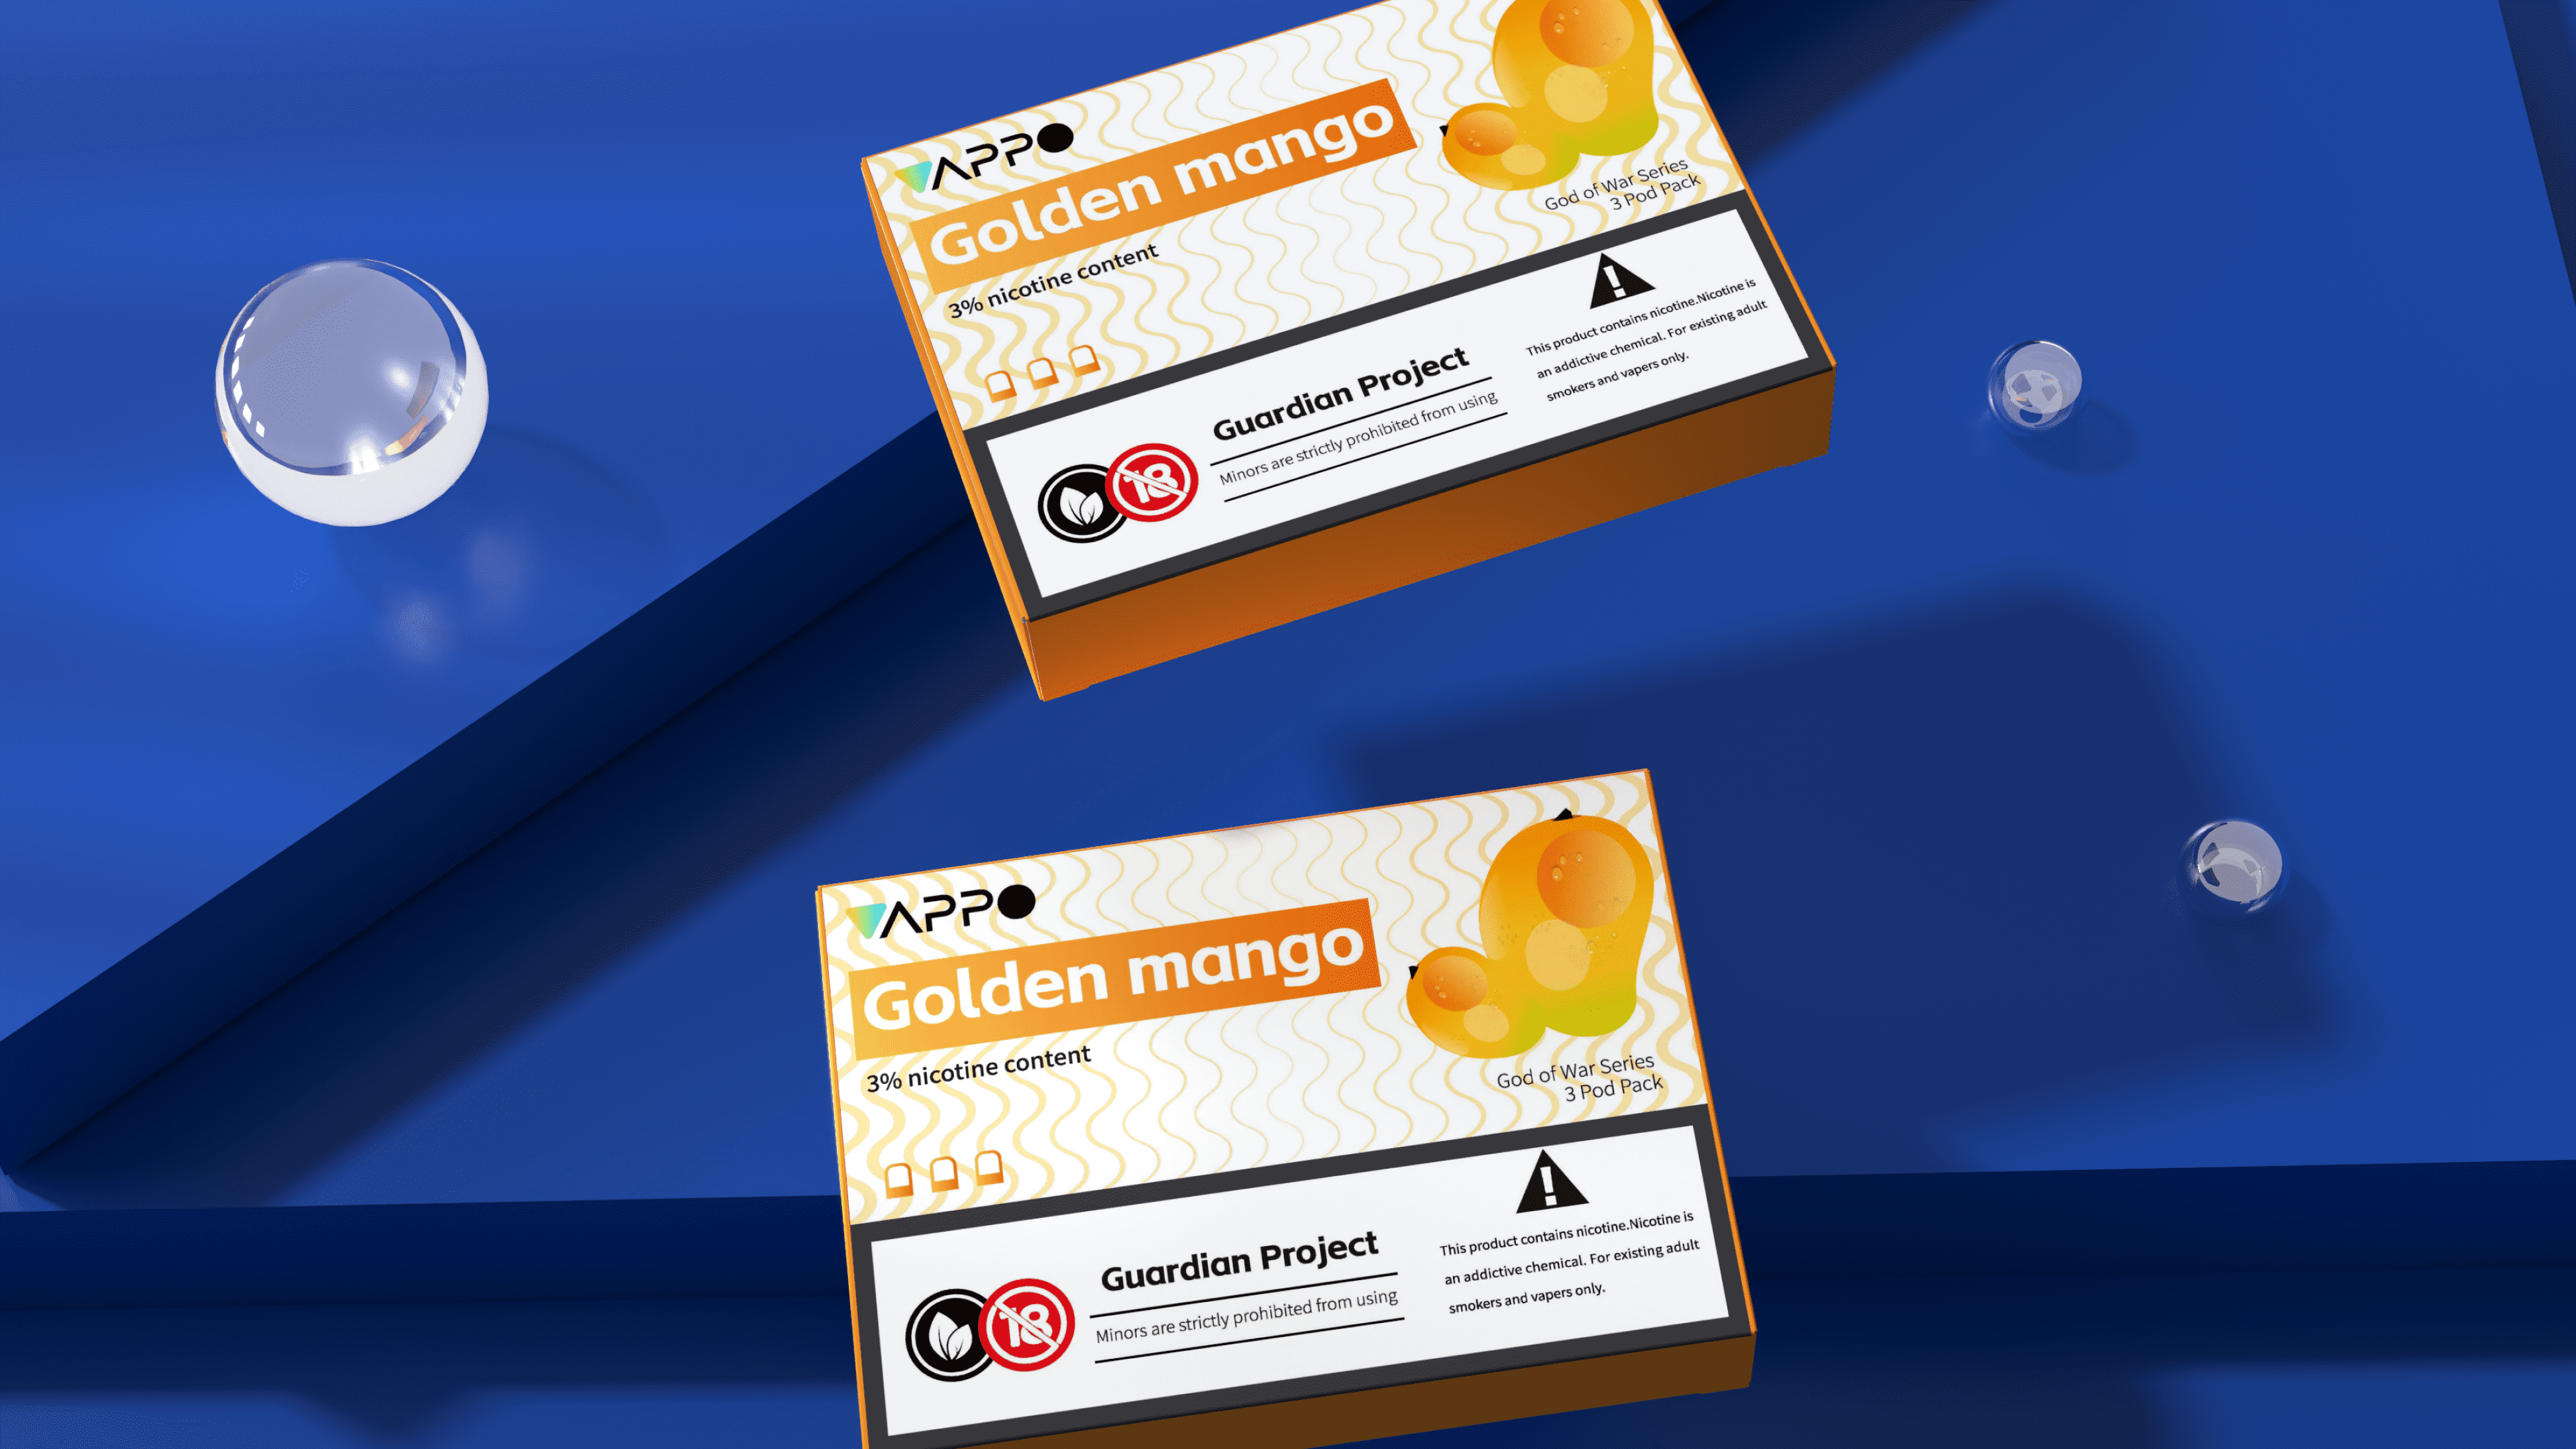 VAPPO
Golden mango
3% nicotine content
God of War Series
3 Pod Pack
18
Guardian Project
Minors are strictly prohibited from using
This product contains nicotine.Nicotine is
an addictive chemical. For existing adult
smokers and vapers only.
VAPPO
Golden mango
3% nicotine content
God of War Series
3 Pod Pack
18
Guardian Project
Minors are strictly prohibited from using
This product contains nicotine.Nicotine is
an addictive chemical. For existing adult
smokers and vapers only.